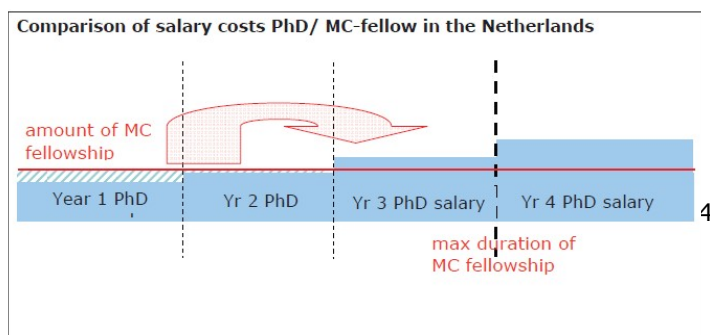 Comparison of salary costs PhD/ MC-fellow in the Netherlands
amount of MC
fellowship
Year 1 PhD
Yr 2 PhD
Yr 3 PhD salary
Yr 4 PhD salary
4
max duration of
MC fellowship